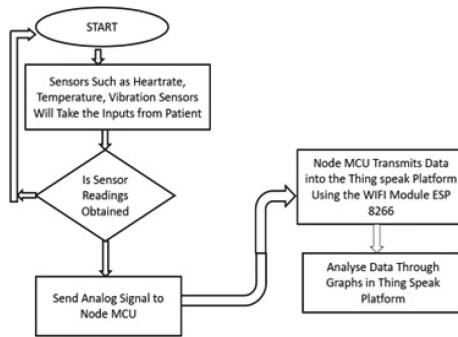 START
Sensors Such as Heartrate,
Temperature, Vibration Sensors
Will Take the Inputs from Patient
Is Sensor
Readings
Obtained
Send Analog Signal to
Node MCU
Node MCU Transmits Data
into the Thing speak Platform
Using the WIFI Module ESP
8266
Analyse Data Through
Graphs in Thing Speak
Platform